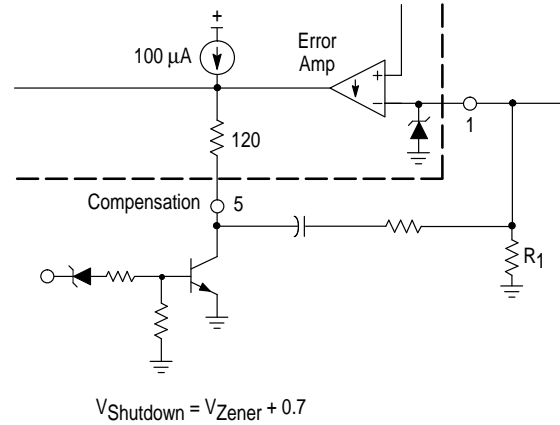 +
100 µA
Error
Amp
+
−
1
120
Compensation
5
R1
VShutdown = VZener + 0.7